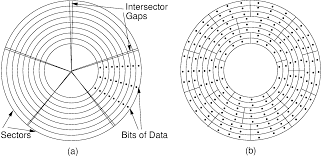 Intersector
Gaps
Sectors
Bits of Data
(a)
(b)